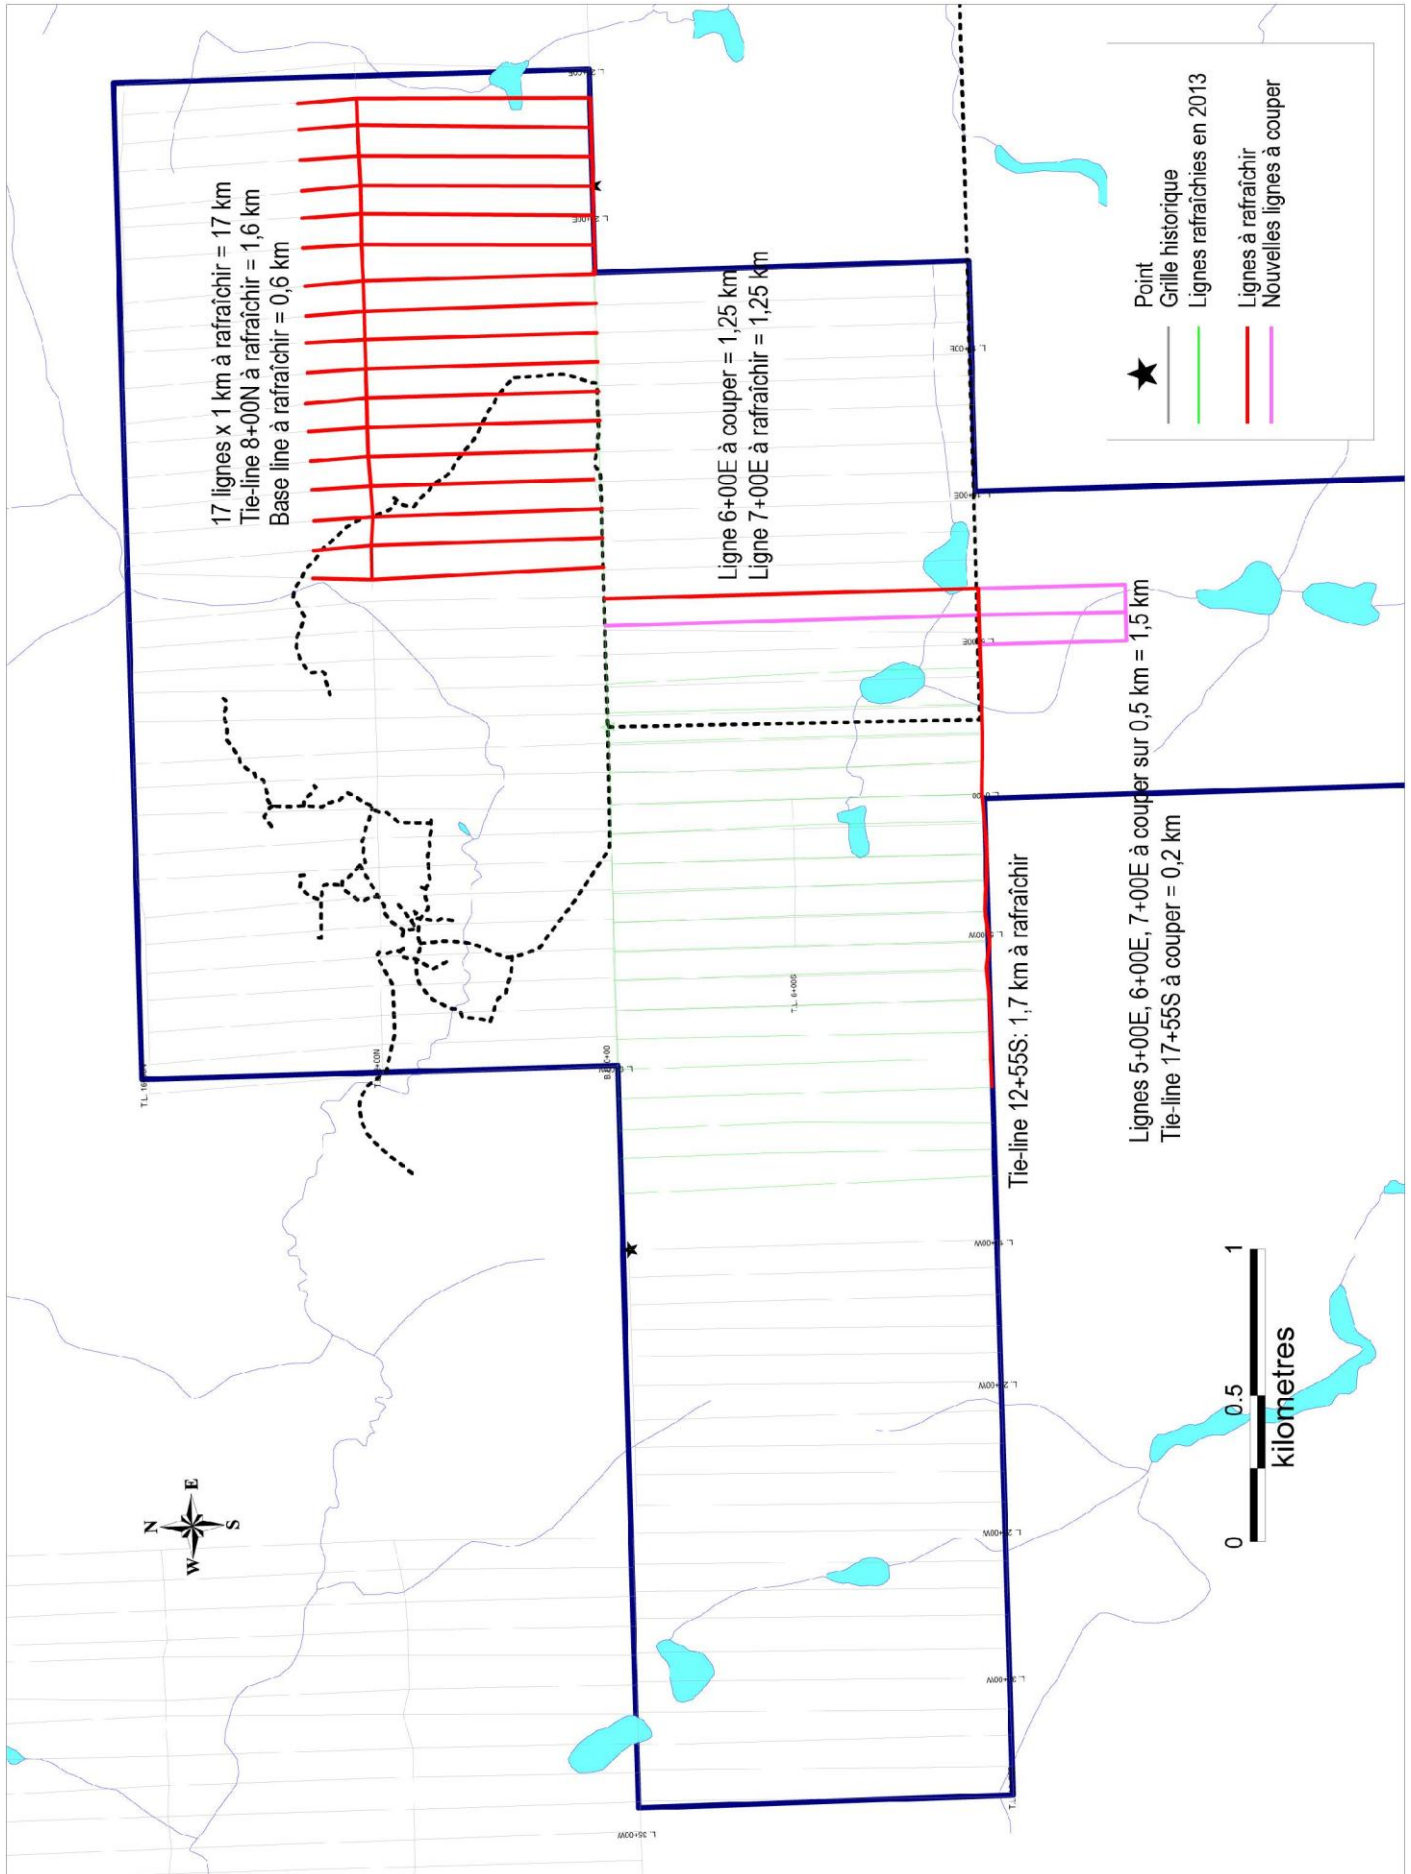 17 lignes x 1 km à rafraîchir = 17 km
Tie-line 8+00N à rafraîchir = 1,6 km
Base line à rafraîchir = 0,6 km
Ligne 6+00E à couper = 1,25 km
Ligne 7+00E à rafraîchir = 1,25 km
Tie-line 12+55S: 1,7 km à rafraîchir
Lignes 5+00E, 6+00E, 7+00E à couper sur 0,5 km = 1,5 km
Tie-line 17+55S à couper = 0,2 km
N
W
E
S
T.L. 6+00S
L. 35+00W
0
0.5
1
kilometres
Point
Grille historique
Lignes rafraîchies en 2013
Lignes à rafraîchir
Nouvelles lignes à couper